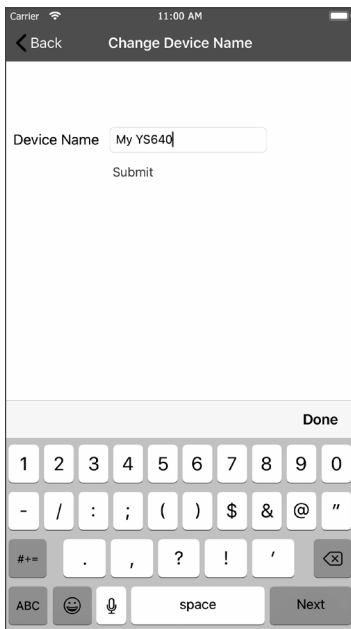 Carrier 11:00 AM
Back Change Device Name
Device Name My YS640
Submit
Done
1 2 3 4 5 6 7 8 9 0
- / : ; ( ) $ & @ "
#+= . , ? ! '
ABC space Next